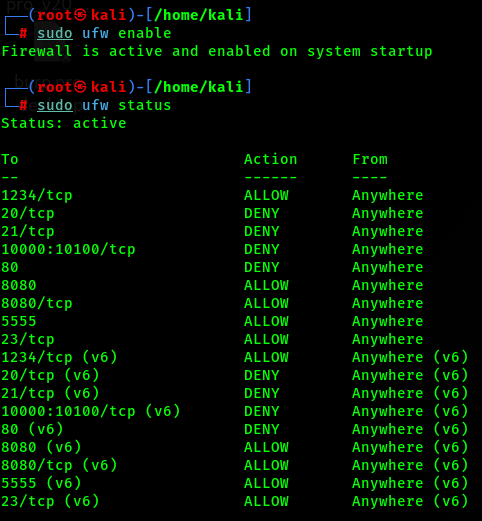 ┌──(root㉿kali)-[/home/kali]
└─# sudo ufw enable
Firewall is active and enabled on system startup
┌──(root㉿kali)-[/home/kali]
└─# sudo ufw status
Status: active
To                         Action      From
--                         ------      ----
1234/tcp                   ALLOW       Anywhere
20/tcp                     DENY        Anywhere
21/tcp                     DENY        Anywhere
10000:10100/tcp            DENY        Anywhere
80                         DENY        Anywhere
8080                       ALLOW       Anywhere
8080/tcp                   ALLOW       Anywhere
5555                       ALLOW       Anywhere
23/tcp                     ALLOW       Anywhere
1234/tcp (v6)              ALLOW       Anywhere (v6)
20/tcp (v6)                DENY        Anywhere (v6)
21/tcp (v6)                DENY        Anywhere (v6)
10000:10100/tcp (v6)       DENY        Anywhere (v6)
80 (v6)                    DENY        Anywhere (v6)
8080 (v6)                  ALLOW       Anywhere (v6)
8080/tcp (v6)              ALLOW       Anywhere (v6)
5555 (v6)                  ALLOW       Anywhere (v6)
23/tcp (v6)                ALLOW       Anywhere (v6)